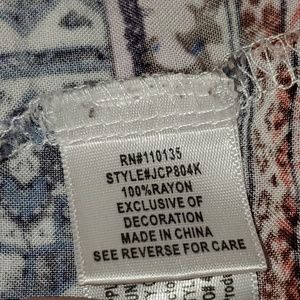 RN#110135
STYLE#JCP804K
100%RAYON
EXCLUSIVE OF
DECORATION
MADE IN CHINA
SEE REVERSE FOR CARE